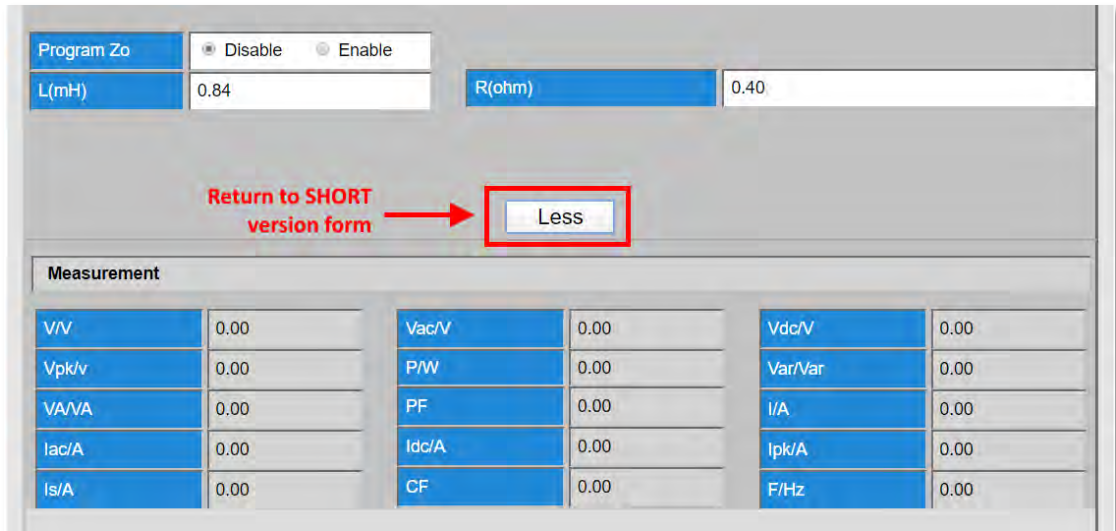 Program Zo Disable Enable
L(mH) 0.84 R(ohm) 0.40
Return to SHORT
version form
Less
Measurement
V/V 0.00 Vac/V 0.00 Vdc/V 0.00
Vpk/v 0.00 P/W 0.00 Var/Var 0.00
VA/VA 0.00 PF 0.00 I/A 0.00
Iac/A 0.00 Idc/A 0.00 Ipk/A 0.00
Is/A 0.00 CF 0.00 F/Hz 0.00